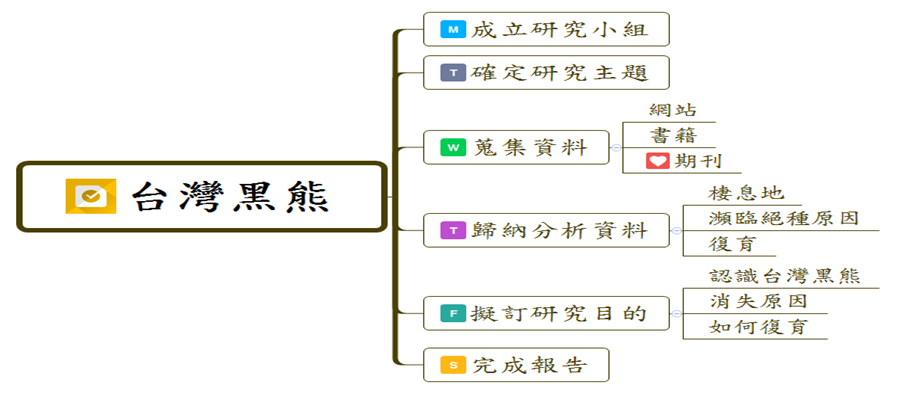 M 成立研究小組
T 確定研究主題
網站
書籍
W 蒐集資料
期刊
台灣黑熊
棲息地
T 歸納分析資料
瀕臨絕種原因
復育
認識台灣黑熊
F 擬訂研究目的
消失原因
如何復育
S 完成報告